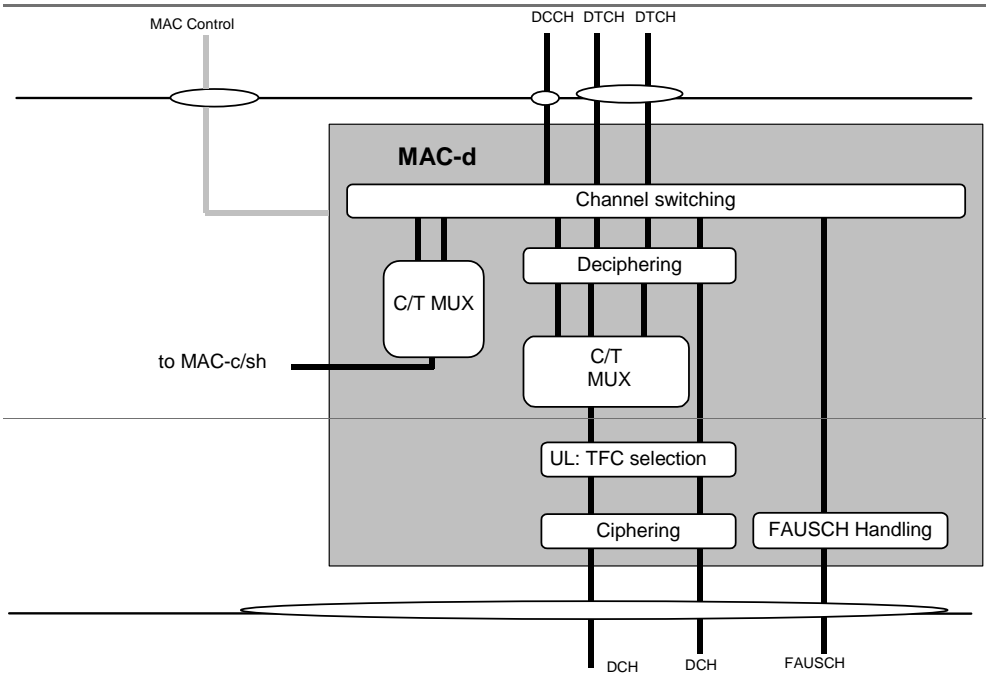 MAC Control
DCCH DTCH DTCH
MAC-d
Channel switching
Deciphering
C/T MUX
to MAC-c/sh
C/T
MUX
UL: TFC selection
Ciphering
FAUSCH Handling
DCH
DCH
FAUSCH